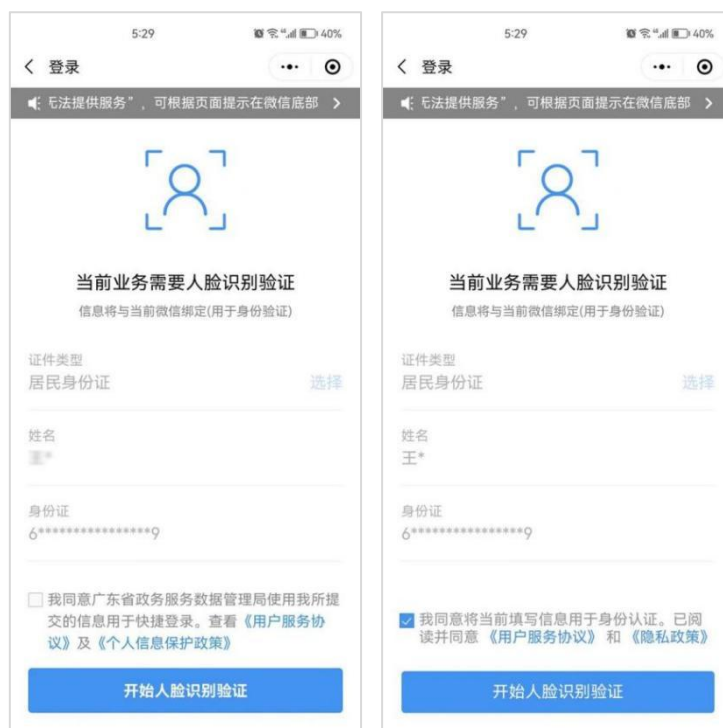 5:29
40%
登录
无法提供服务”，可根据页面提示在微信底部
当前业务需要人脸识别验证
信息将与当前微信绑定(用于身份验证)
证件类型
居民身份证
选择
姓名
身份证
6****************9
我同意广东省政务服务数据管理局使用我所提
交的信息用于快捷登录。查看《用户服务协
议》及《个人信息保护政策》
开始人脸识别验证
5:29
40%
登录
无法提供服务”，可根据页面提示在微信底部
当前业务需要人脸识别验证
信息将与当前微信绑定(用于身份验证)
证件类型
居民身份证
选择
姓名
王*
身份证
6****************9
我同意将当前填写信息用于身份认证。已阅
读并同意 《用户服务协议》 和 《隐私政策》
开始人脸识别验证